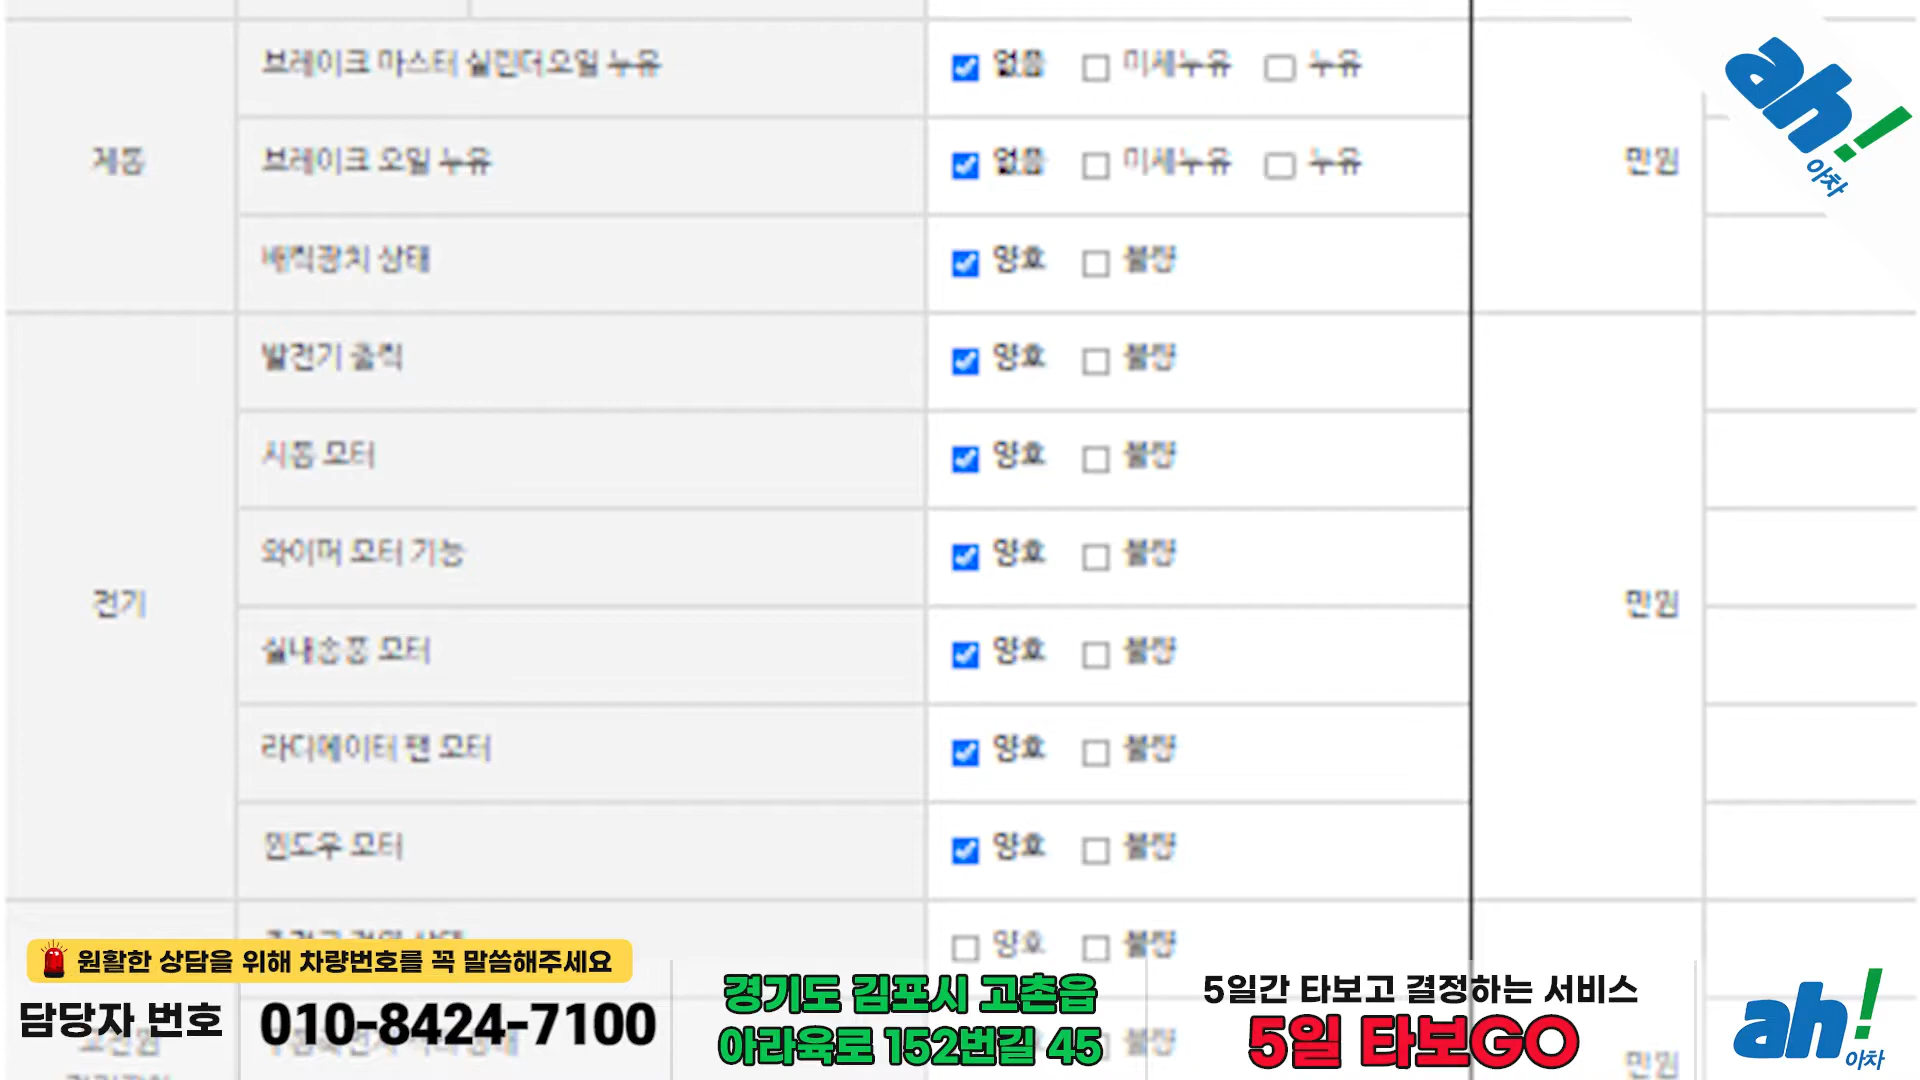 브레이크 마스터 실린더오일 누유
없음 미세누유 누유
ah!
아차
제동
브레이크 오일 누유
없음 미세누유 누유
만원
배력장치 상태
양호 불량
발전기 출력
양호 불량
시동 모터
양호 불량
와이퍼 모터 기능
양호 불량
전기
만원
실내송풍 모터
양호 불량
라디에이터 팬 모터
양호 불량
윈도우 모터
양호 불량
양호 불량
원활한 상담을 위해 차량번호를 꼭 말씀해주세요
담당자 번호 010-8424-7100
경기도 김포시 고촌읍
아라육로 152번길 45
5일간 타보고 결정하는 서비스
5일 타보GO
불량
만원
ah!
아차